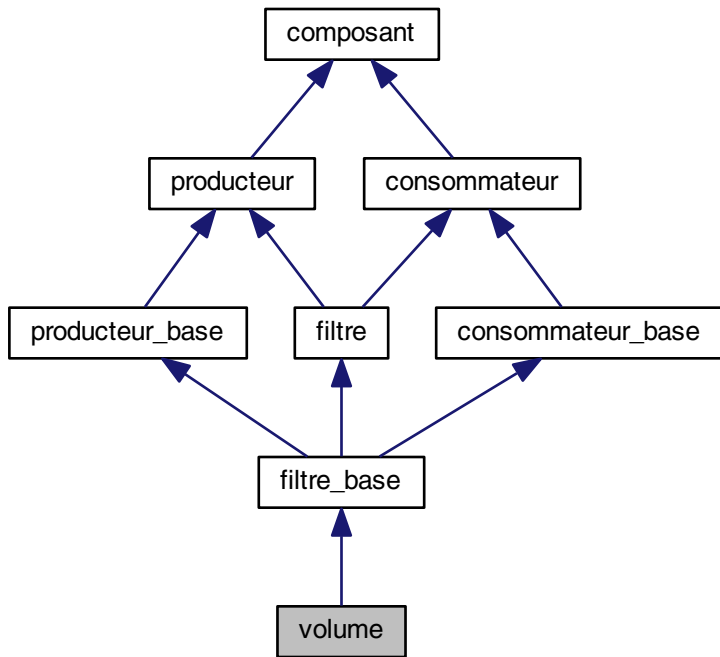 composant
producteur
consommateur
producteur_base
filtre
consommateur_base
filtre_base
volume